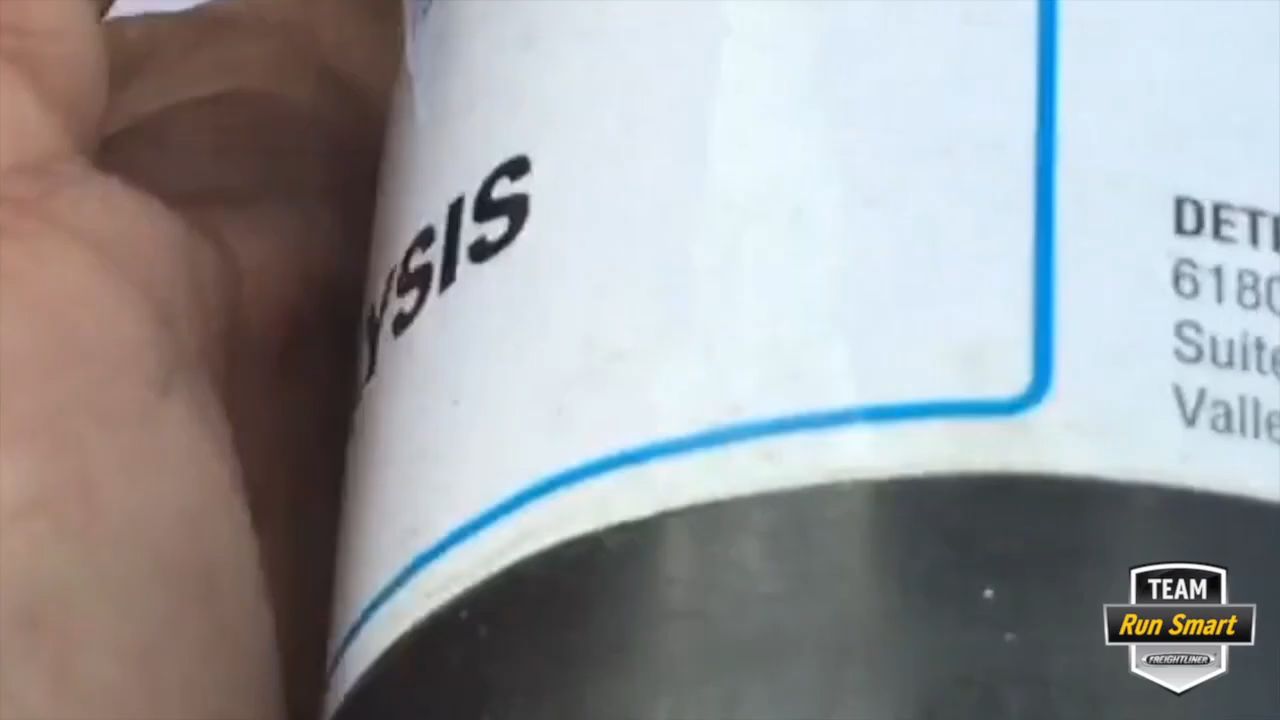 YSIS
DETI
6180
Suite
Valle
TEAM
Run Smart
FREIGHTLINER